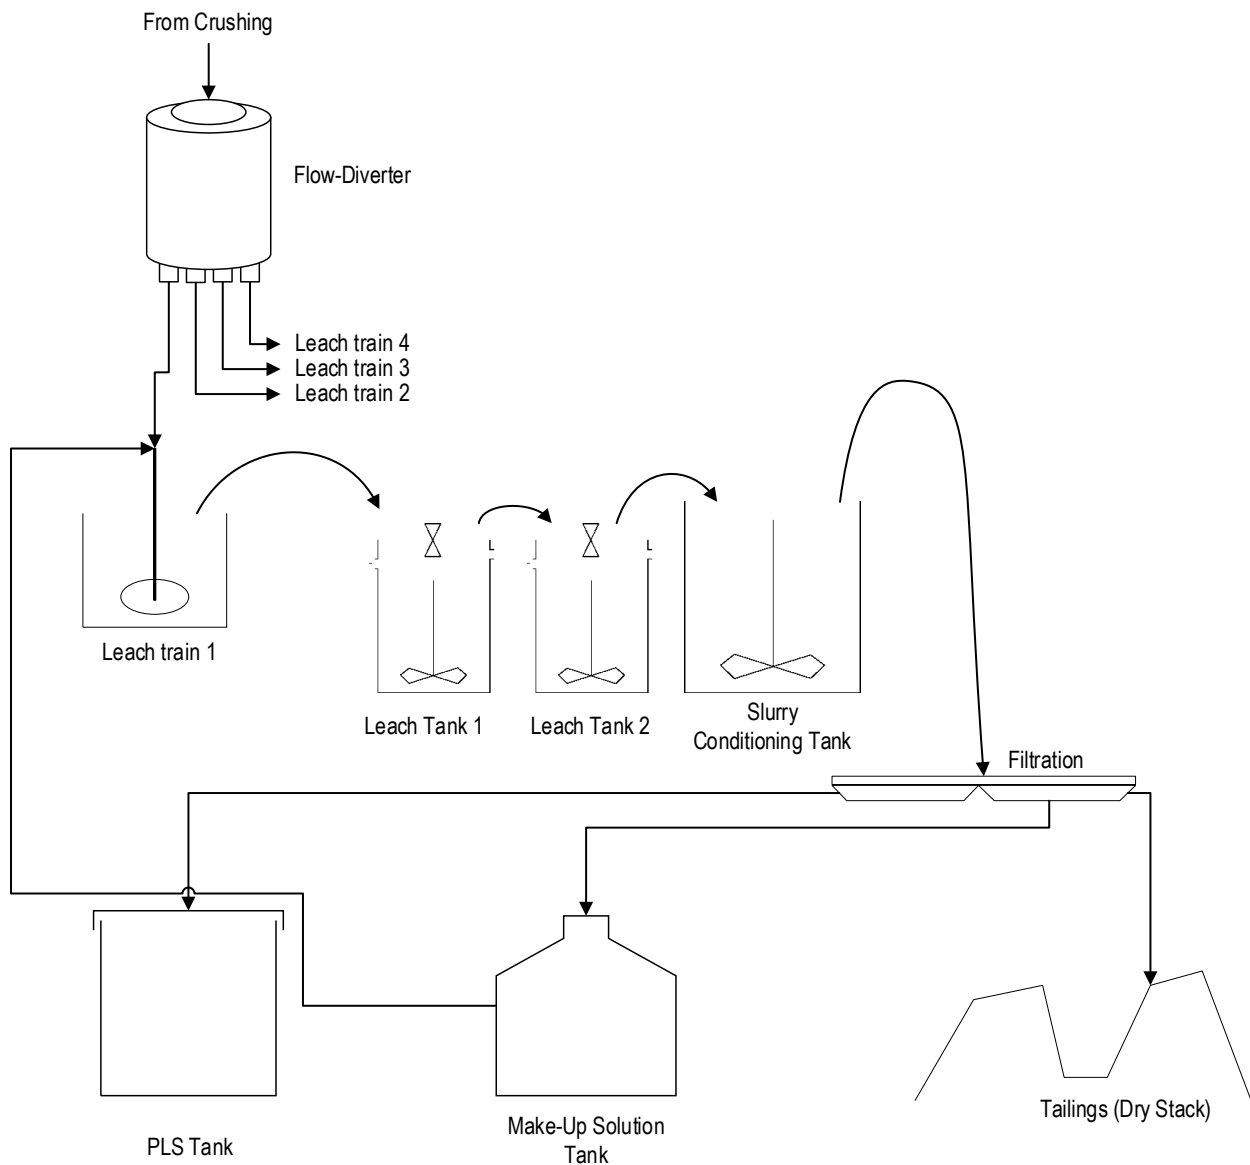 From Crushing
Flow-Diverter
Leach train 4
Leach train 3
Leach train 2
Leach train 1
Leach Tank 1
Leach Tank 2
Slurry
Conditioning Tank
Filtration
PLS Tank
Make-Up Solution
Tank
Tailings (Dry Stack)